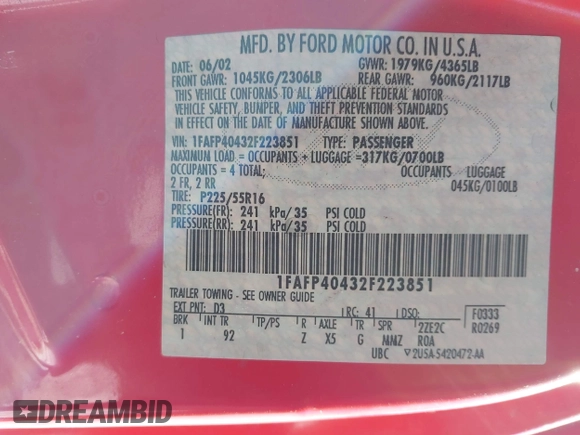 MFD. BY FORD MOTOR CO. IN U.S.A.
DATE: 06/02 GVWR: 1979KG/4365LB
FRONT GAWR: 1045KG/2306LB REAR GAWR: 960KG/2117LB
THIS VEHICLE CONFORMS TO ALL APPLICABLE FEDERAL MOTOR
VEHICLE SAFETY, BUMPER, AND THEFT PREVENTION STANDARDS
IN EFFECT ON THE DATE OF MANUFACTURE SHOWN ABOVE.
VIN: 1FAFP40432F223851 TYPE: PASSENGER
MAXIMUM LOAD = OCCUPANTS + LUGGAGE =317KG/0700LB
OCCUPANTS = 4 TOTAL; OCCUPANTS LUGGAGE
2 FR, 2 RR 045KG/0100LB
TIRE: P225/55R16
PRESSURE(FR): 241 kPa/35 PSI COLD
PRESSURE(RR): 241 kPa/35 PSI COLD
1FAFP40432F223851
TRAILER TOWING - SEE OWNER GUIDE
EXT PNT: D3 RC: 41 DSO: F0333
BRK INT TR TP/PS R AXLE TR SPR 2ZE2C R0269
1 92 Z X5 G MMZ ROA
UBC ▽2USA-5420472-AA
DREAMBID